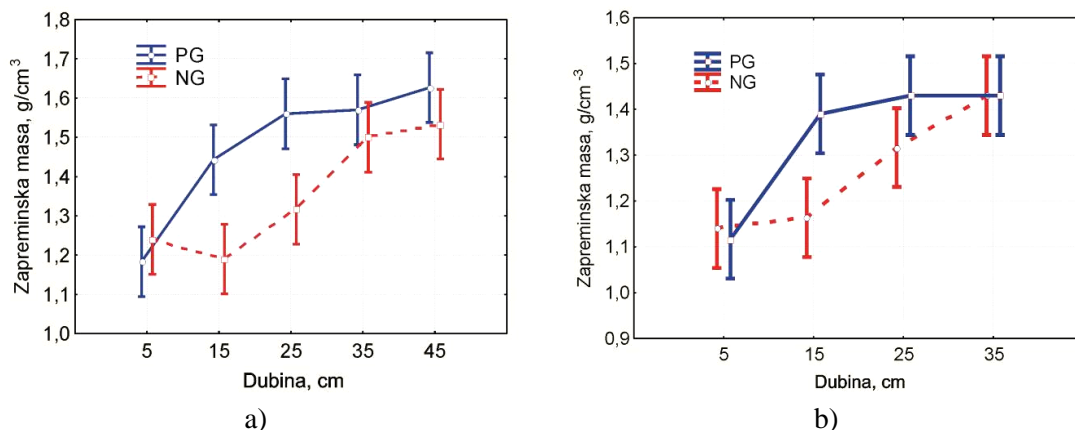 1,8
1,7
1,6
1,5
1,4
1,3
1,2
1,1
1,0
Zapreminska masa, g/cm³
PG
NG
5 15 25 35 45
Dubina, cm
a)
1,6
1,5
1,4
1,3
1,2
1,1
1,0
0,9
Zapreminska masa, g/cm⁻³
PG
NG
5 15 25 35
Dubina, cm
b)